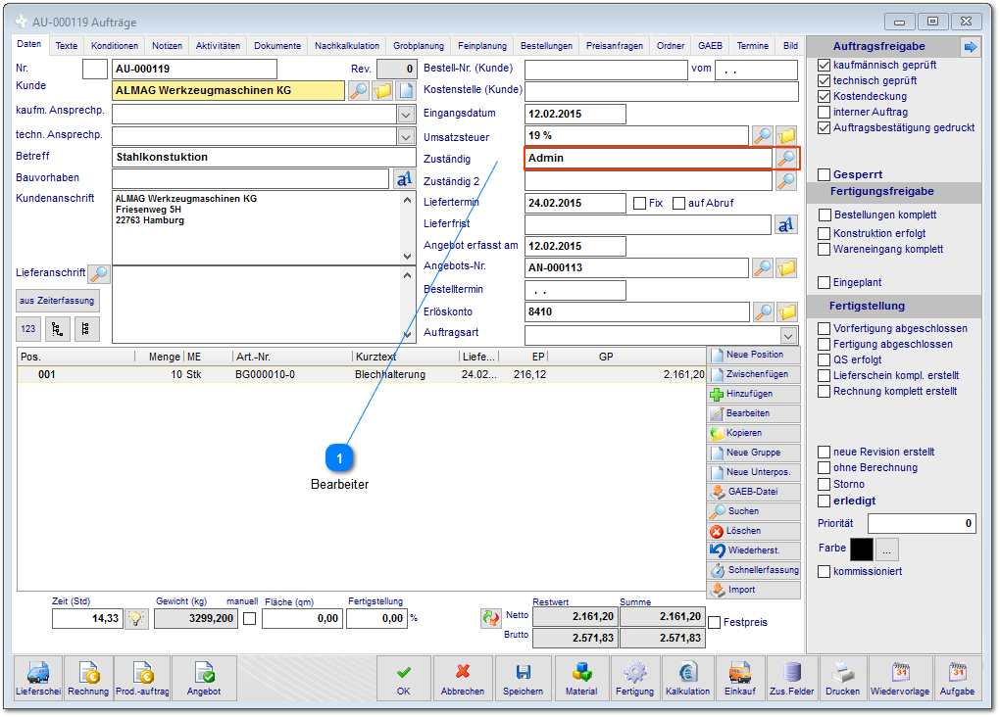 AU-000119 Aufträge
Daten Texte Konditionen Notizen Aktivitäten Dokumente Nachkalkulation Grobplanung Feinplanung Bestellungen Preisanfragen Ordner GAEB Termine Bild
Nr. AU-000119 Rev. 0
Kunde ALMAG Werkzeugmaschinen KG
kaufm. Ansprechp.
techn. Ansprechp.
Betreff Stahlkonstuktion
Bauvorhaben
Kundenanschrift
ALMAG Werkzeugmaschinen KG
Friesenweg 5H
22763 Hamburg
Lieferanschrift
aus Zeiterfassung
123
Bestell-Nr. (Kunde) vom . .
Kostenstelle (Kunde)
Eingangsdatum 12.02.2015
Umsatzsteuer 19 %
Zuständig Admin
Zuständig 2
Liefertermin 24.02.2015 Fix auf Abruf
Lieferfrist
Angebot erfasst am 12.02.2015
Angebots-Nr. AN-000113
Bestelltermin . .
Erlöskonto 8410
Auftragsart
Auftragsfreigabe
kaufmännisch geprüft
technisch geprüft
Kostendeckung
interner Auftrag
Auftragsbestätigung gedruckt
Gesperrt
Fertigungsfreigabe
Bestellungen komplett
Konstruktion erfolgt
Wareneingang komplett
Eingeplant
Fertigstellung
Vorfertigung abgeschlossen
Fertigung abgeschlossen
QS erfolgt
Lieferschein kompl. erstellt
Rechnung komplett erstellt
neue Revision erstellt
ohne Berechnung
Storno
erledigt
Priorität 0
Farbe ...
kommissioniert
Pos. Menge ME Art.-Nr. Kurztext Liefe... EP GP
001 10 Stk BG000010-0 Blechhalterung 24.02... 216,12 2.161,20
1
Bearbeiter
Neue Position
Zwischenfügen
Hinzufügen
Bearbeiten
Kopieren
Neue Gruppe
Neue Unterpos.
GAEB-Datei
Suchen
Löschen
Wiederherst.
Schnellerfassung
Import
Zeit (Std) Gewicht (kg) manuell Fläche (qm) Fertigstellung Restwert Summe
14,33 3299,200 0,00 0,00 % Netto 2.161,20 2.161,20 Festpreis
Brutto 2.571,83 2.571,83
Lieferschei Rechnung Prod.-auftrag Angebot OK Abbrechen Speichern Material Fertigung Kalkulation Einkauf Zus.Felder Drucken Wiedervorlage Aufgabe